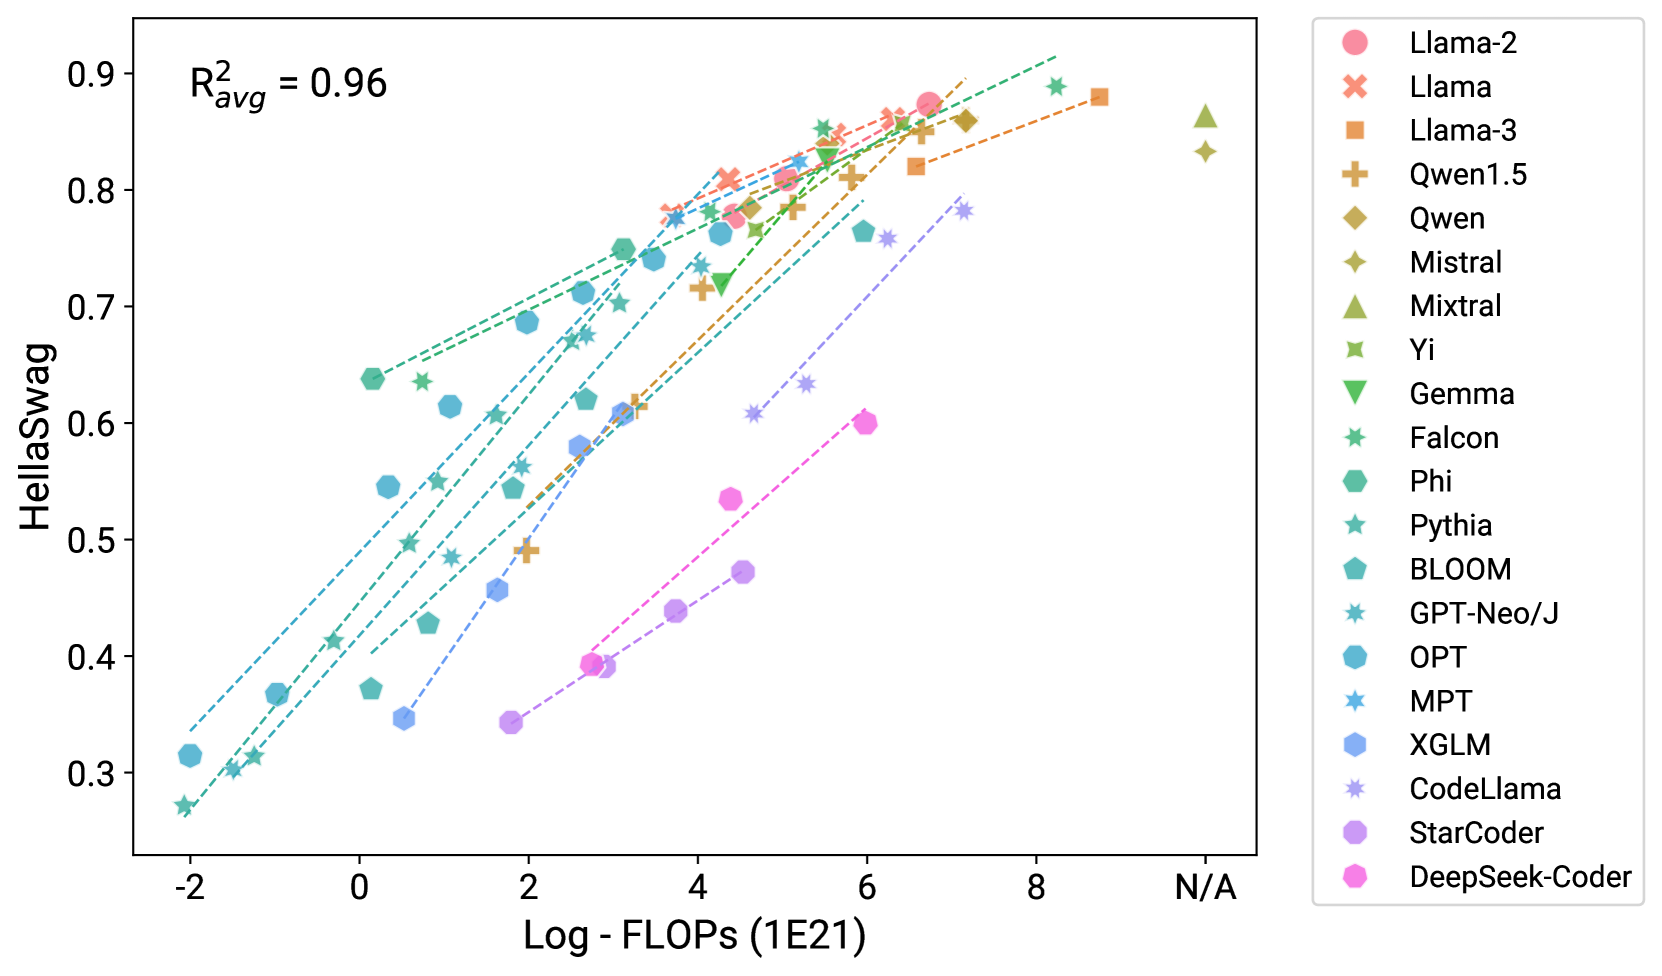 R²avg = 0.96
HellaSwag
0.9
0.8
0.7
0.6
0.5
0.4
0.3
-2 0 2 4 6 8 N/A
Log - FLOPs (1E21)
Llama-2
Llama
Llama-3
Qwen1.5
Qwen
Mistral
Mixtral
Yi
Gemma
Falcon
Phi
Pythia
BLOOM
GPT-Neo/J
OPT
MPT
XGLM
CodeLlama
StarCoder
DeepSeek-Coder